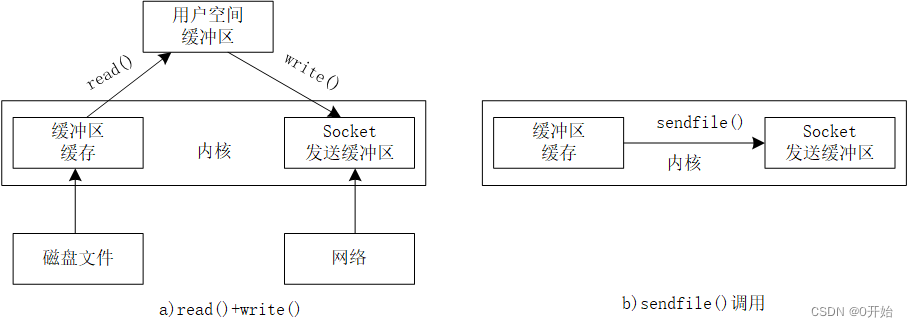 用户空间
缓冲区
read()
write()
缓冲区
缓存
内核
Socket
发送缓冲区
磁盘文件
网络
a)read()+write()
缓冲区
缓存
sendfile()
内核
Socket
发送缓冲区
b)sendfile()调用
CSDN @0开始